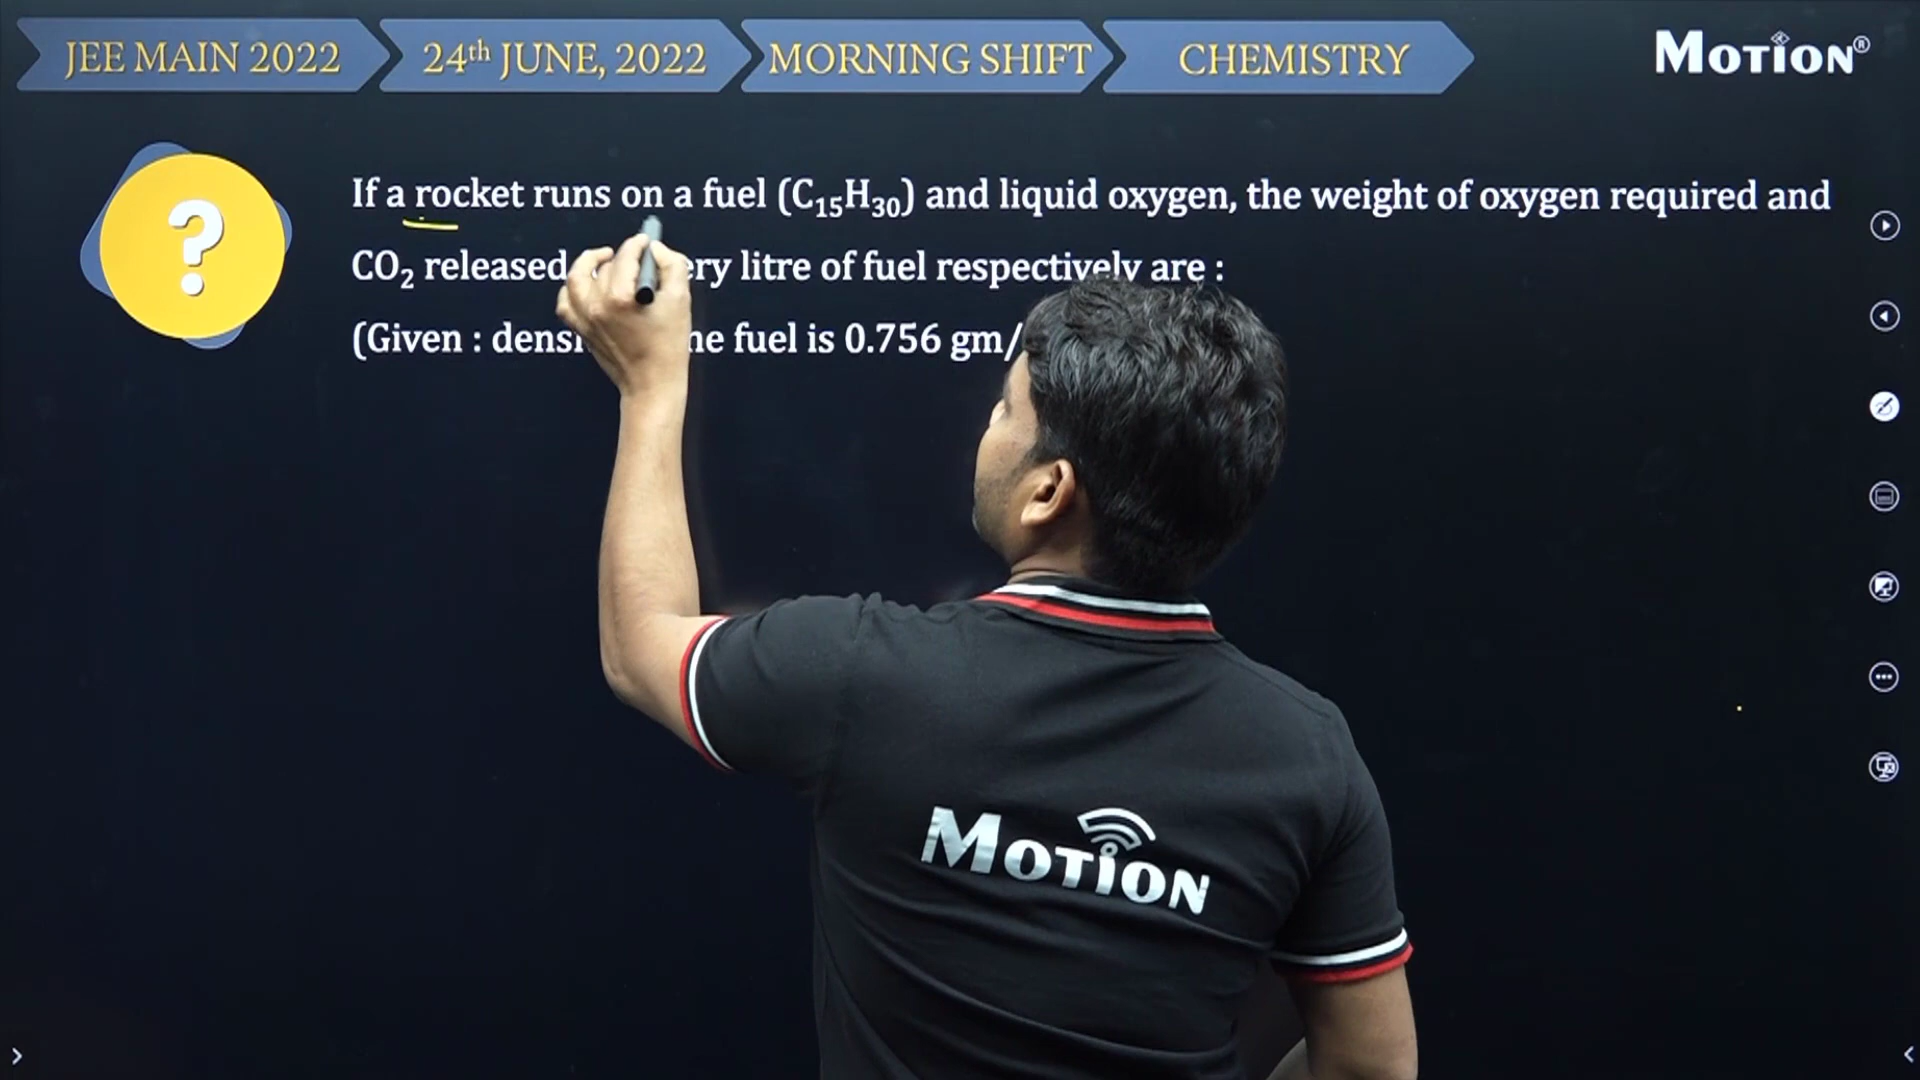 JEE MAIN 2022
24th JUNE, 2022
MORNING SHIFT
CHEMISTRY
MOTION®
?
If a rocket runs on a fuel (C₁₅H₃₀) and liquid oxygen, the weight of oxygen required and
CO₂ released litre of fuel respectively are :
(Given : fuel is 0.756 gm/
MOTION